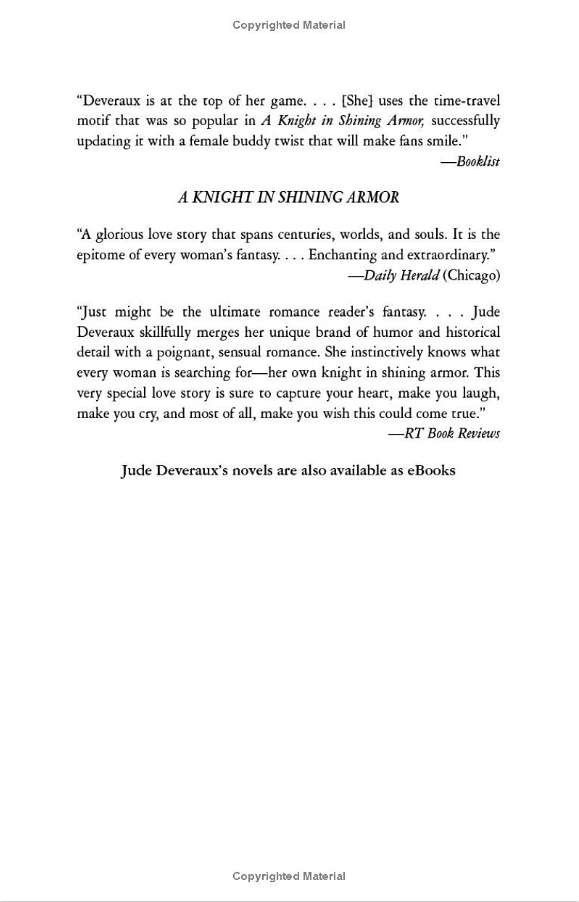 Copyrighted Material
“Deveraux is at the top of her game. . . . [She] uses the time-travel
motif that was so popular in A Knight in Shining Armor, successfully
updating it with a female buddy twist that will make fans smile.”
—Booklist
A KNIGHT IN SHINING ARMOR
“A glorious love story that spans centuries, worlds, and souls. It is the
epitome of every woman’s fantasy. . . . Enchanting and extraordinary.”
—Daily Herald (Chicago)
“Just might be the ultimate romance reader’s fantasy. . . . Jude
Deveraux skillfully merges her unique brand of humor and historical
detail with a poignant, sensual romance. She instinctively knows what
every woman is searching for—her own knight in shining armor. This
very special love story is sure to capture your heart, make you laugh,
make you cry, and most of all, make you wish this could come true.”
—RT Book Reviews
Jude Deveraux’s novels are also available as eBooks
Copyrighted Material